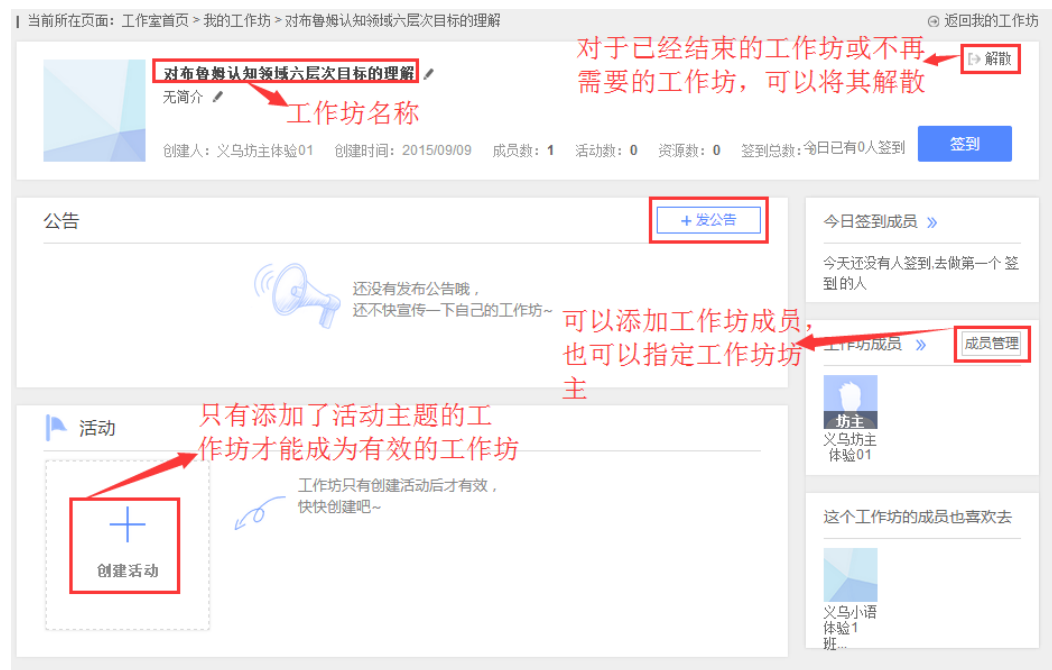 当前所在页面：工作室首页 > 我的工作坊 > 对布鲁姆认知领域六层次目标的理解
返回我的工作坊
对布鲁姆认知领域六层次目标的理解
无简介
工作坊名称
对于已经结束的工作坊或不再
需要的工作坊，可以将其解散
解散
创建人：义乌坊主体验01 创建时间：2015/09/09 成员数：1 活动数：0 资源数：0 签到总数：
今日已有0人签到
签到
公告
+ 发公告
还没有发布公告哦，
还不快宣传一下自己的工作坊~
今日签到成员 »
今天还没有人签到,去做第一个 签
到的人
可以添加工作坊成员，
也可以指定工作坊坊
主
工作坊成员 »
成员管理
坊主
义乌坊主
体验01
活动
只有添加了活动主题的工
作坊才能成为有效的工作坊
工作坊只有创建活动后才有效，
快快创建吧~
创建活动
这个工作坊的成员也喜欢去
义乌小语
体验1
班...